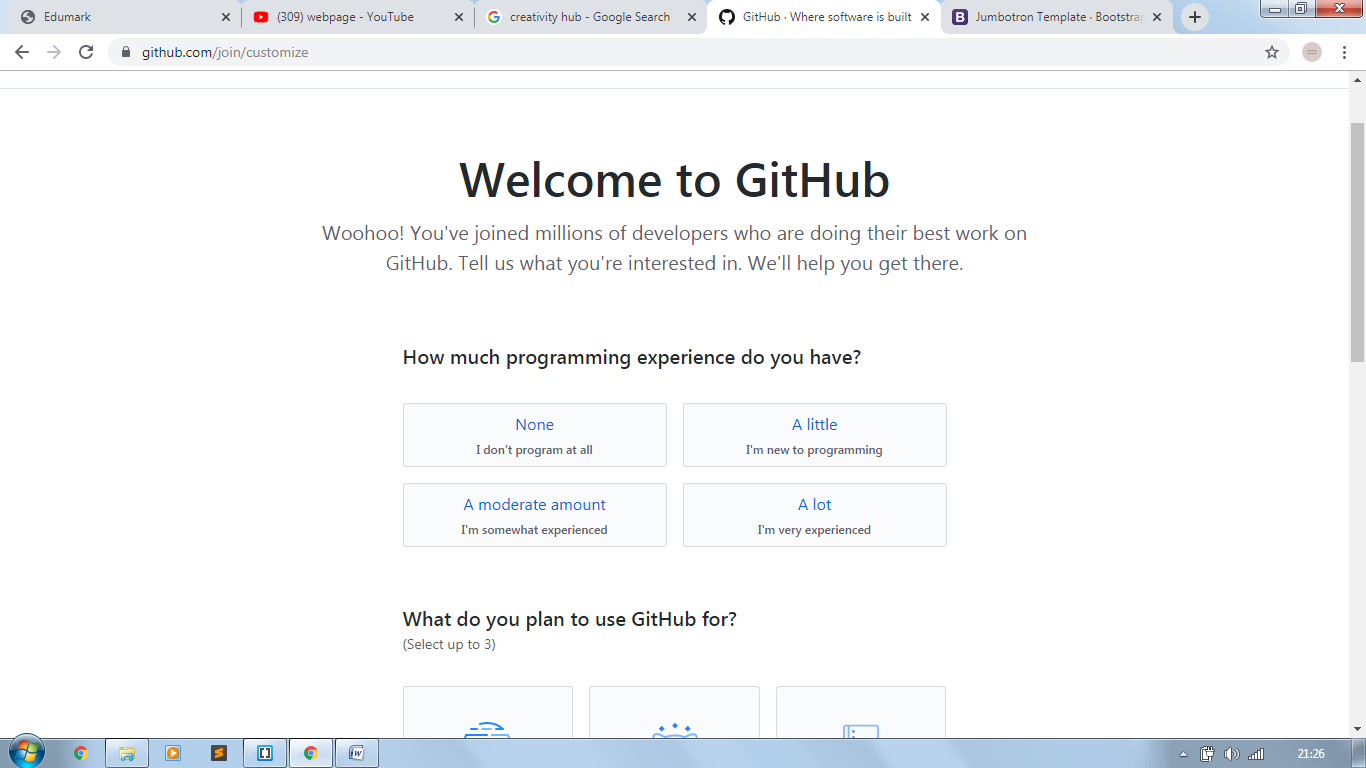 Edumark
(309) webpage - YouTube
creativity hub - Google Search
GitHub · Where software is built
Jumbotron Template · Bootstrap
github.com/join/customize
Welcome to GitHub
Woohoo! You've joined millions of developers who are doing their best work on
GitHub. Tell us what you're interested in. We'll help you get there.
How much programming experience do you have?
None
I don't program at all
A little
I'm new to programming
A moderate amount
I'm somewhat experienced
A lot
I'm very experienced
What do you plan to use GitHub for?
(Select up to 3)
21:26